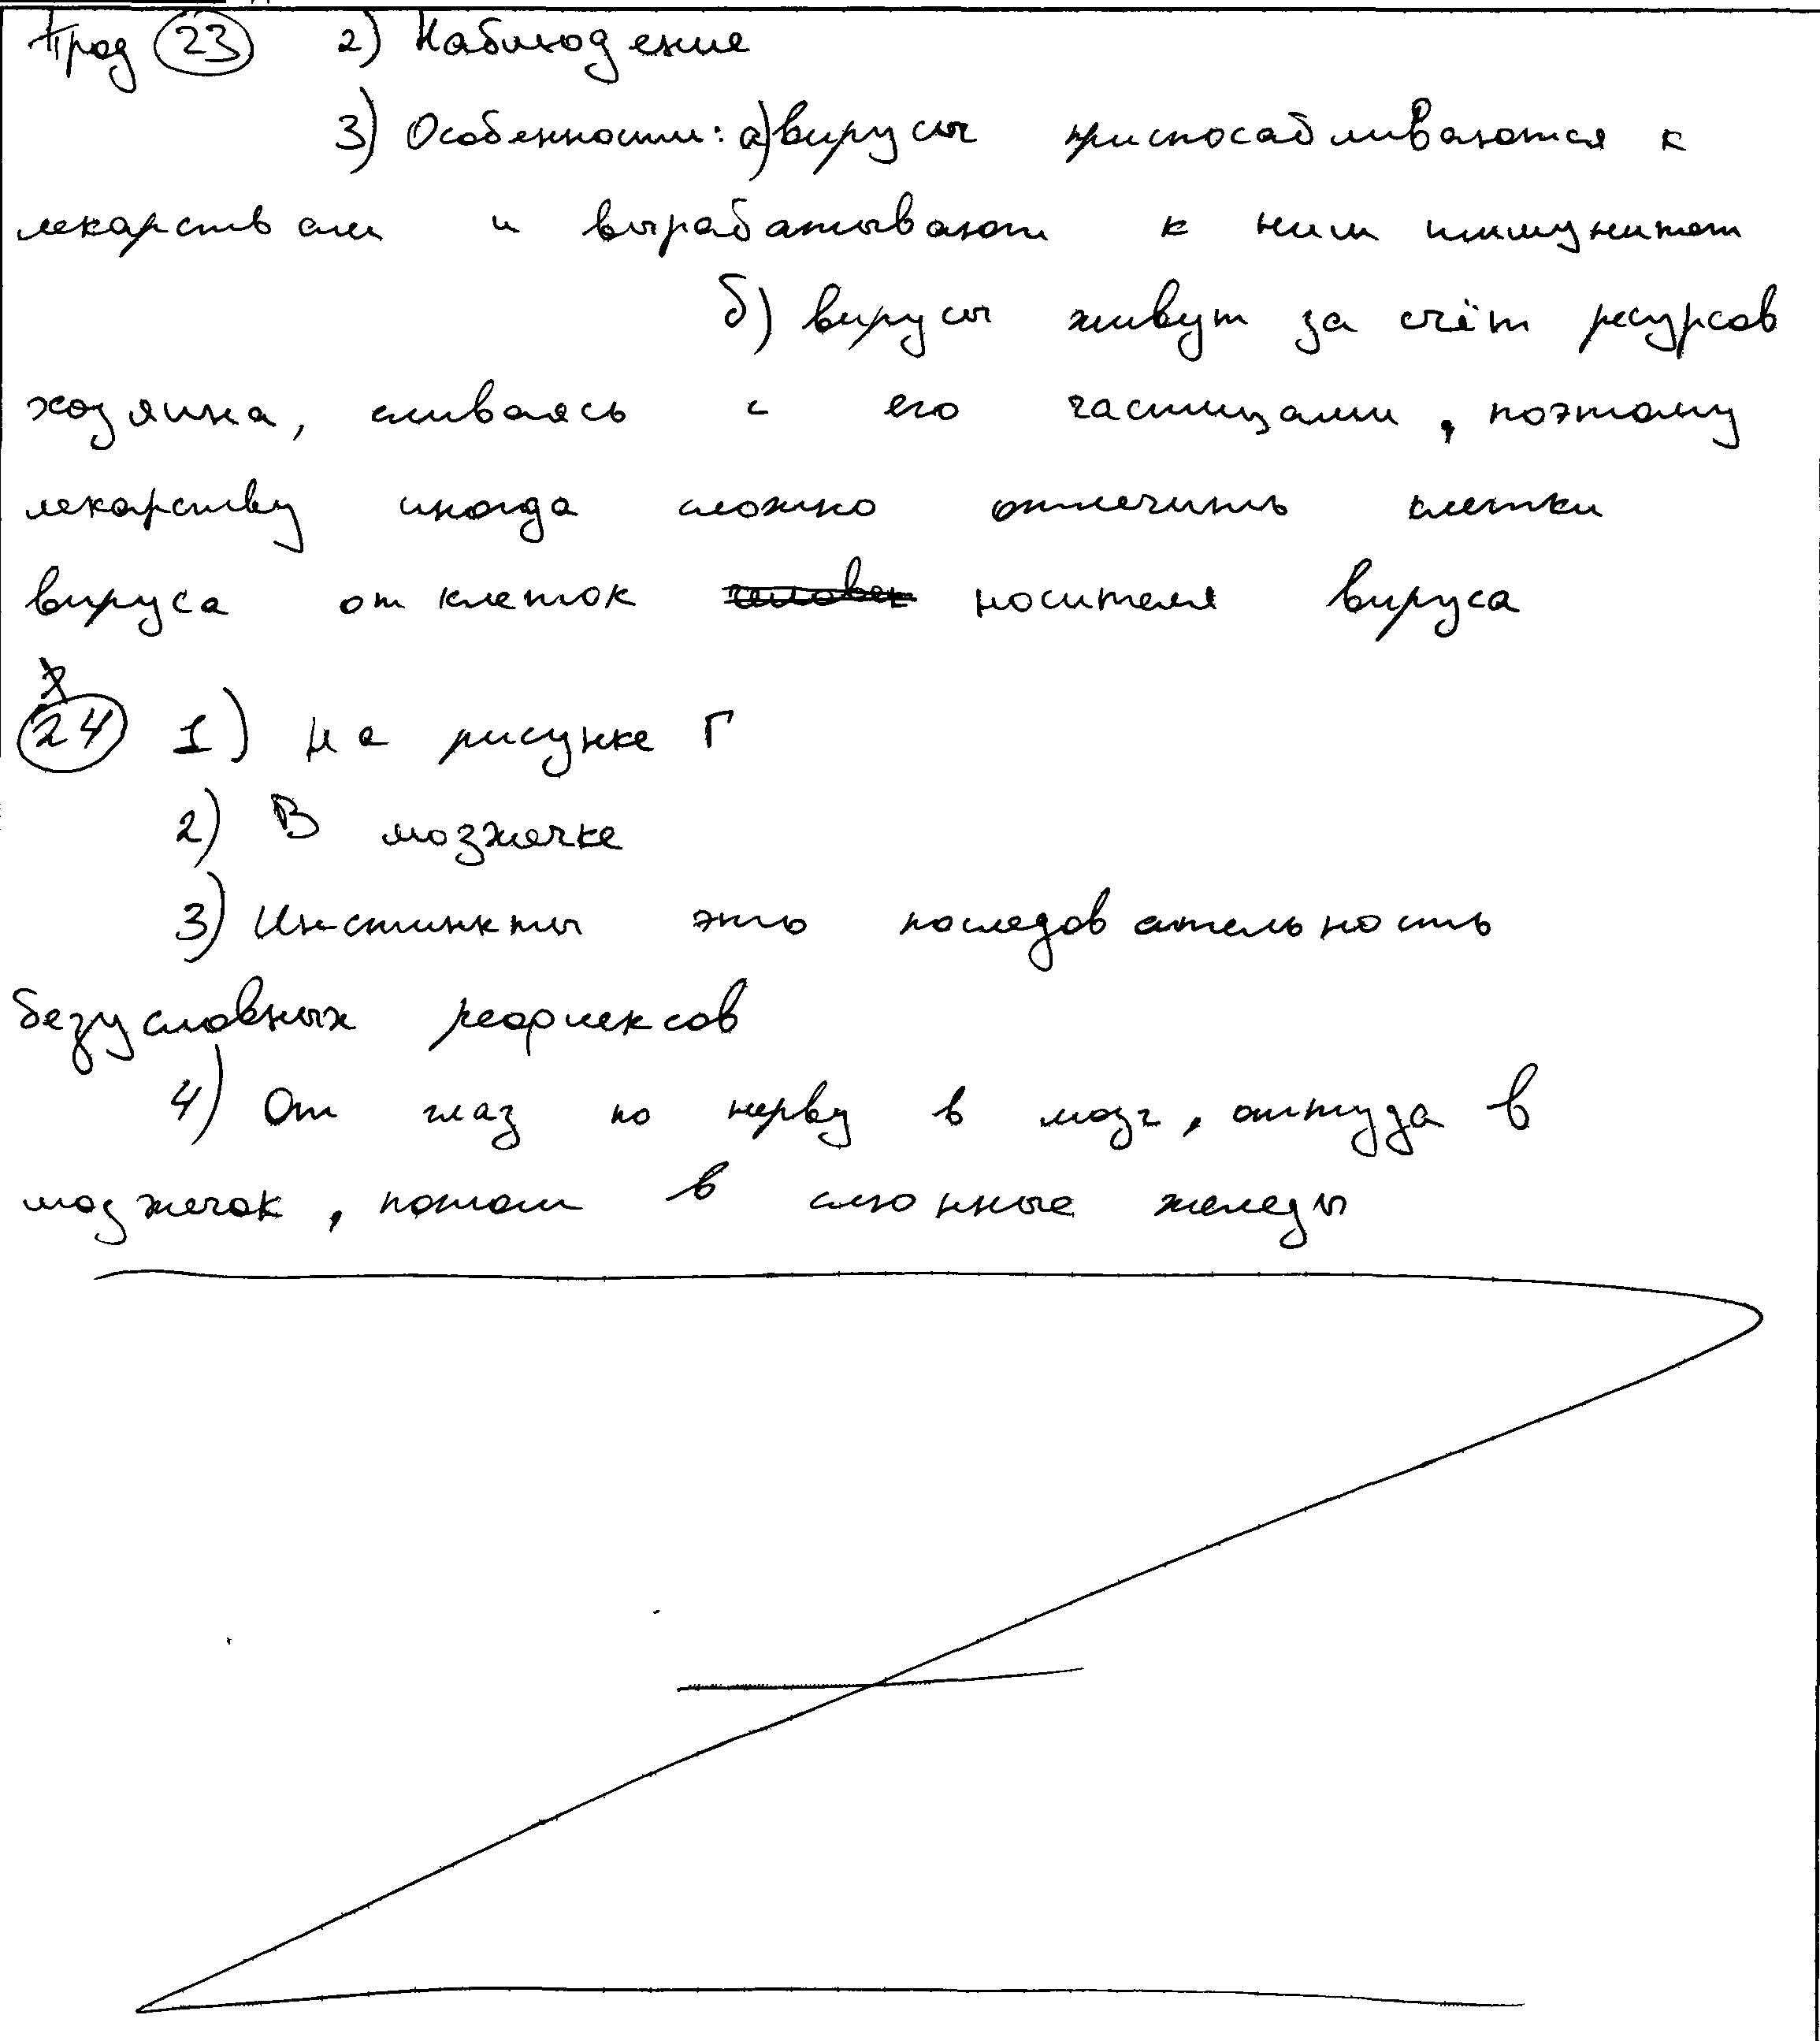 Прод 23 2) Наблюдение
3) Особенности: а) вирусы приспосабливаются к
лекарствам и вырабатывают к ним иммунитет
б) вирусы живут за счёт ресурсов
хозяина, сливаясь с его частицами, поэтому
лекарству иногда сложно отличить клетки
вируса от клеток человек носителя вируса
24 1) На рисунке Г
2) В мозжечке
3) Инстинкты это последовательность
безусловных рефлексов
4) От глаз по нерву в мозг, оттуда в
мозжечок, потом в слюнные железы